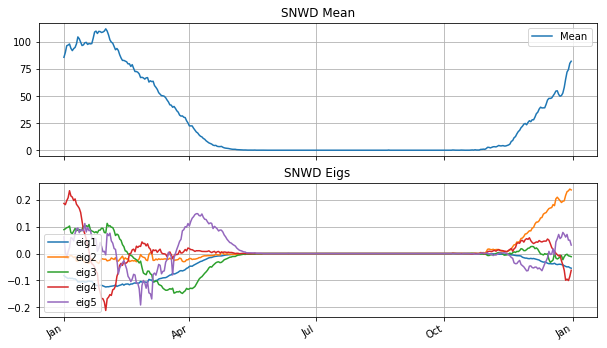 SNWD Mean
100
75
50
25
0
Mean
SNWD Eigs
0.2
0.1
0.0
−0.1
−0.2
eig1
eig2
eig3
eig4
eig5
Jan
Apr
Jul
Oct
Jan